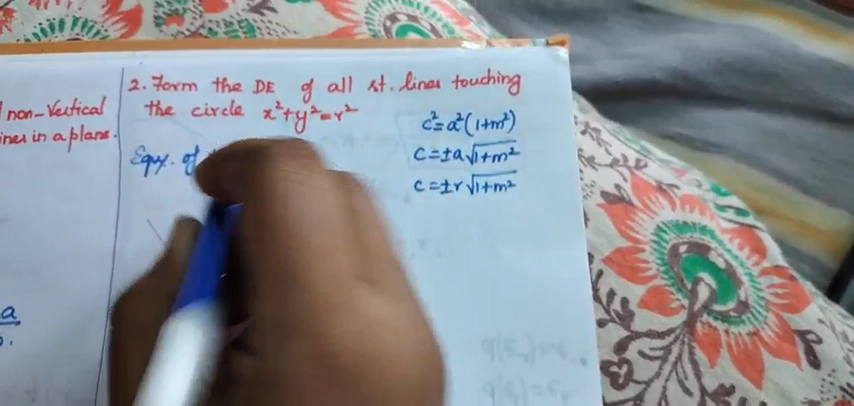 non-Vertical
in a plane.
2. Form the DE of all st. lines touching
the circle x²+y²=r²
Eqn. of
c²=a²(1+m²)
c=±a√1+m²
c=±r√1+m²
a